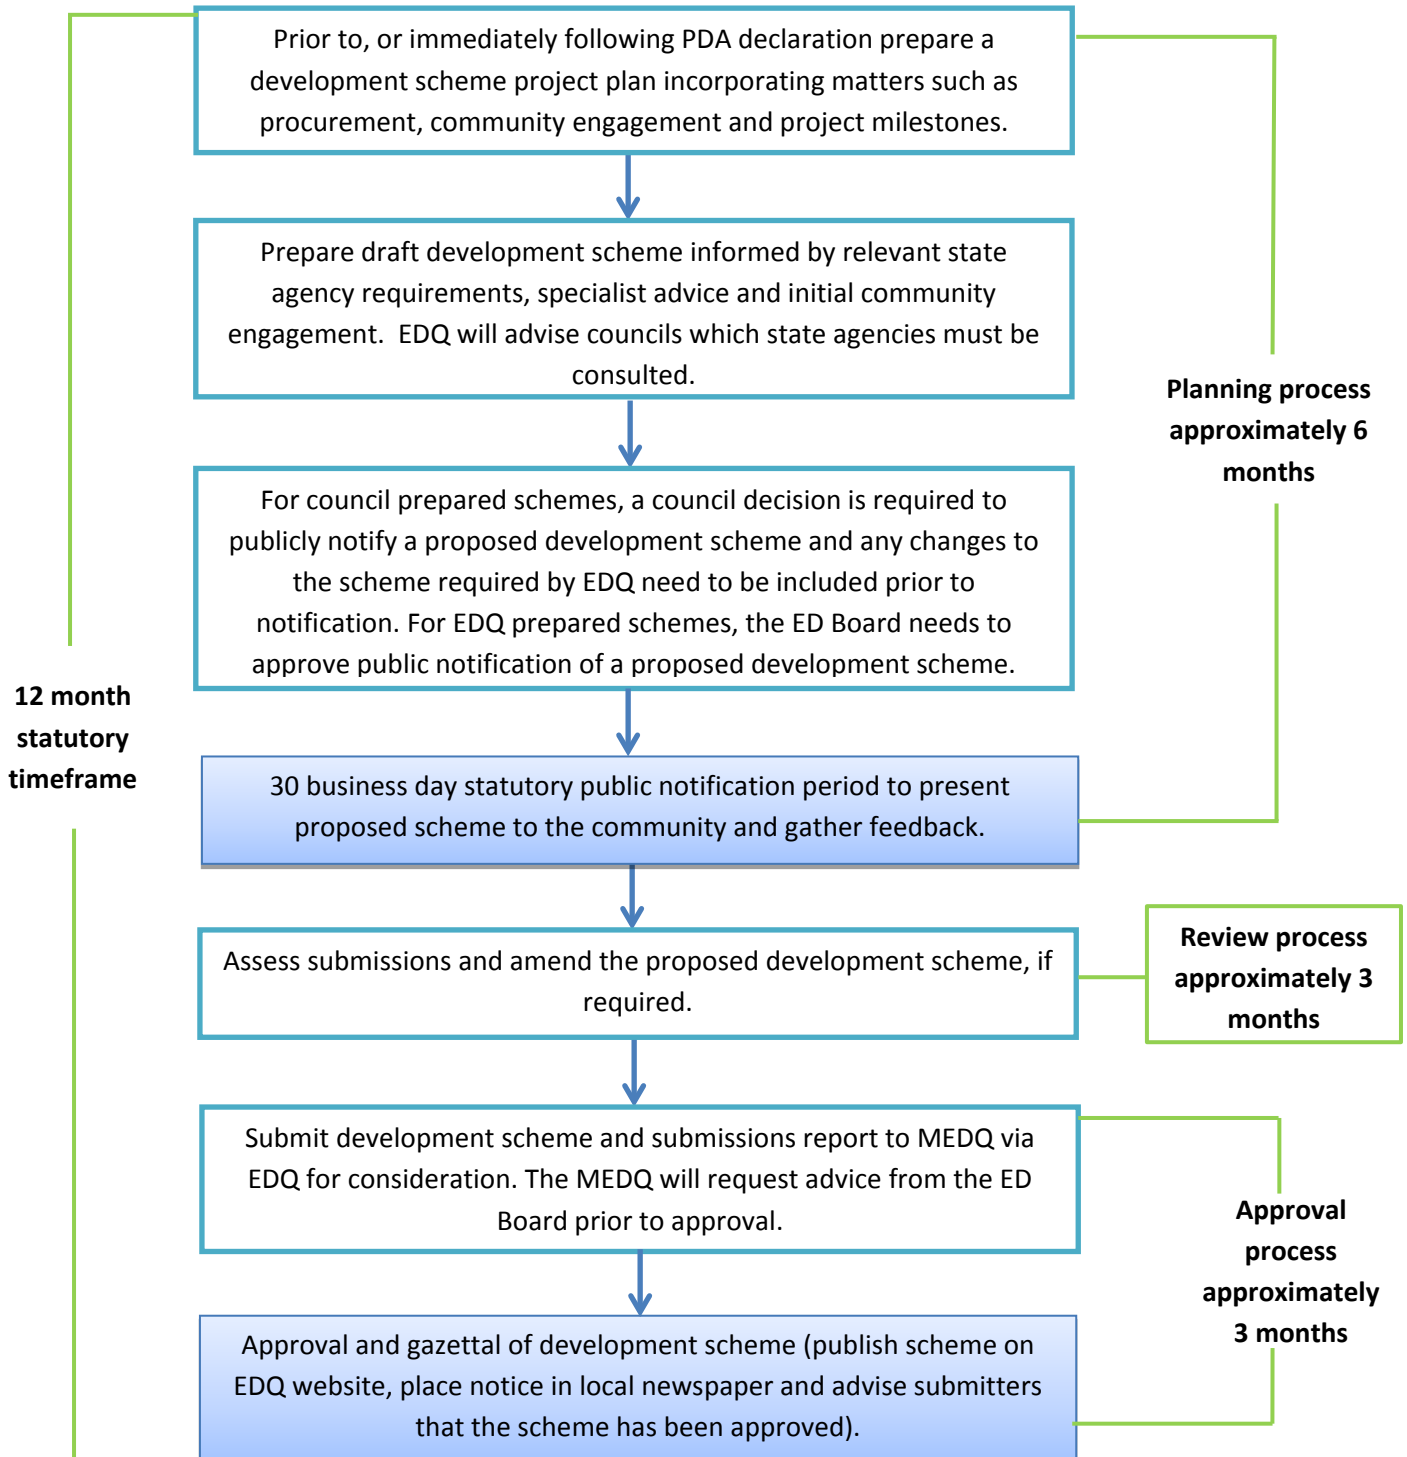 Prior to, or immediately following PDA declaration prepare a
development scheme project plan incorporating matters such as
procurement, community engagement and project milestones.
Prepare draft development scheme informed by relevant state
agency requirements, specialist advice and initial community
engagement.  EDQ will advise councils which state agencies must be
consulted.
Planning process
approximately 6
months
For council prepared schemes, a council decision is required to
publicly notify a proposed development scheme and any changes to
the scheme required by EDQ need to be included prior to
notification. For EDQ prepared schemes, the ED Board needs to
approve public notification of a proposed development scheme.
12 month
statutory
timeframe
30 business day statutory public notification period to present
proposed scheme to the community and gather feedback.
Assess submissions and amend the proposed development scheme, if
required.
Review process
approximately 3
months
Submit development scheme and submissions report to MEDQ via
EDQ for consideration. The MEDQ will request advice from the ED
Board prior to approval.
Approval
process
approximately
3 months
Approval and gazettal of development scheme (publish scheme on
EDQ website, place notice in local newspaper and advise submitters
that the scheme has been approved).